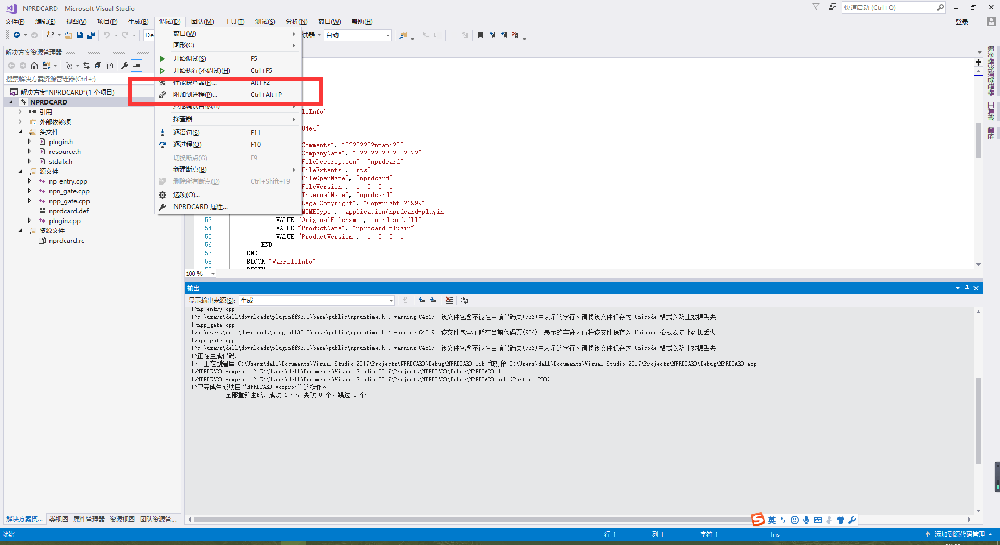 NPRDCARD - Microsoft Visual Studio
快速启动 (Ctrl+Q)
文件(F) 编辑(E) 视图(V) 项目(P) 生成(B) 调试(D) 团队(M) 工具(T) 测试(S) 分析(N) 窗口(W) 帮助(H)
登录
De
试器
自动
窗口(W)
图形(C)
开始调试(S) F5
开始执行(不调试)(H) Ctrl+F5
性能探查器(F)... Alt+F2
附加到进程(P)... Ctrl+Alt+P
其他调试目标(H)
探查器
逐语句(S) F11
逐过程(O) F10
切换断点(G) F9
新建断点(B)
删除所有断点(D) Ctrl+Shift+F9
选项(O)...
NPRDCARD 属性...
解决方案资源管理器
搜索解决方案资源管理器(Ctrl+;)
解决方案"NPRDCARD"(1 个项目)
NPRDCARD
引用
外部依赖项
头文件
plugin.h
resource.h
stdafx.h
源文件
np_entry.cpp
npn_gate.cpp
npp_gate.cpp
nprdcard.def
plugin.cpp
资源文件
nprdcard.rc
leInfo"
04e4"
Comments", "????????npapi??"
CompanyName", " ????????????????"
FileDescription", "nprdcard"
FileExtents", "rts"
FileOpenName", "nprdcard"
FileVersion", "1, 0, 0, 1"
InternalName", "nprdcard"
LegalCopyright", "Copyright ?1999"
MIMEType", "application/nprdcard-plugin"
53 VALUE "OriginalFilename", "nprdcard.dll"
54 VALUE "ProductName", "nprdcard plugin"
55 VALUE "ProductVersion", "1, 0, 0, 1"
56 END
57 END
58 BLOCK "VarFileInfo"
59 BEGIN
100 %
服务器资源管理器
工具箱
属性
输出
显示输出来源(S): 生成
1>np_entry.cpp
1>c:\users\dell\downloads\pluginff33.0\base\public\npruntime.h : warning C4819: 该文件包含不能在当前代码页(936)中表示的字符。请将该文件保存为 Unicode 格式以防止数据丢失
1>npp_gate.cpp
1>c:\users\dell\downloads\pluginff33.0\base\public\npruntime.h : warning C4819: 该文件包含不能在当前代码页(936)中表示的字符。请将该文件保存为 Unicode 格式以防止数据丢失
1>npn_gate.cpp
1>c:\users\dell\downloads\pluginff33.0\base\public\npruntime.h : warning C4819: 该文件包含不能在当前代码页(936)中表示的字符。请将该文件保存为 Unicode 格式以防止数据丢失
1>正在生成代码...
1> 正在创建库 C:\Users\dell\Documents\Visual Studio 2017\Projects\NPRDCARD\Debug\NPRDCARD.lib 和对象 C:\Users\dell\Documents\Visual Studio 2017\Projects\NPRDCARD\Debug\NPRDCARD.exp
1>NPRDCARD.vcxproj -> C:\Users\dell\Documents\Visual Studio 2017\Projects\NPRDCARD\Debug\NPRDCARD.dll
1>NPRDCARD.vcxproj -> C:\Users\dell\Documents\Visual Studio 2017\Projects\NPRDCARD\Debug\NPRDCARD.pdb (Partial PDB)
1>已完成生成项目“NPRDCARD.vcxproj”的操作。
========== 全部重新生成: 成功 1 个，失败 0 个，跳过 0 个 ==========
解决方案资... 类视图 属性管理器 资源视图 团队资源管...
英
就绪 行 1 列 1 字符 1 Ins 添加到源代码管理